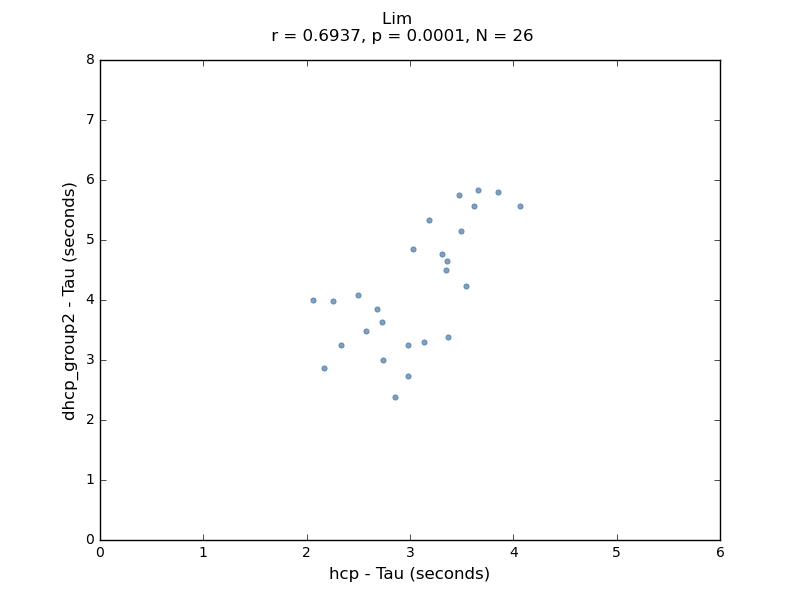 Lim
r = 0.6937, p = 0.0001, N = 26
8
7
6
5
4
3
2
1
0
dhcp_group2 - Tau (seconds)
0 1 2 3 4 5 6
hcp - Tau (seconds)